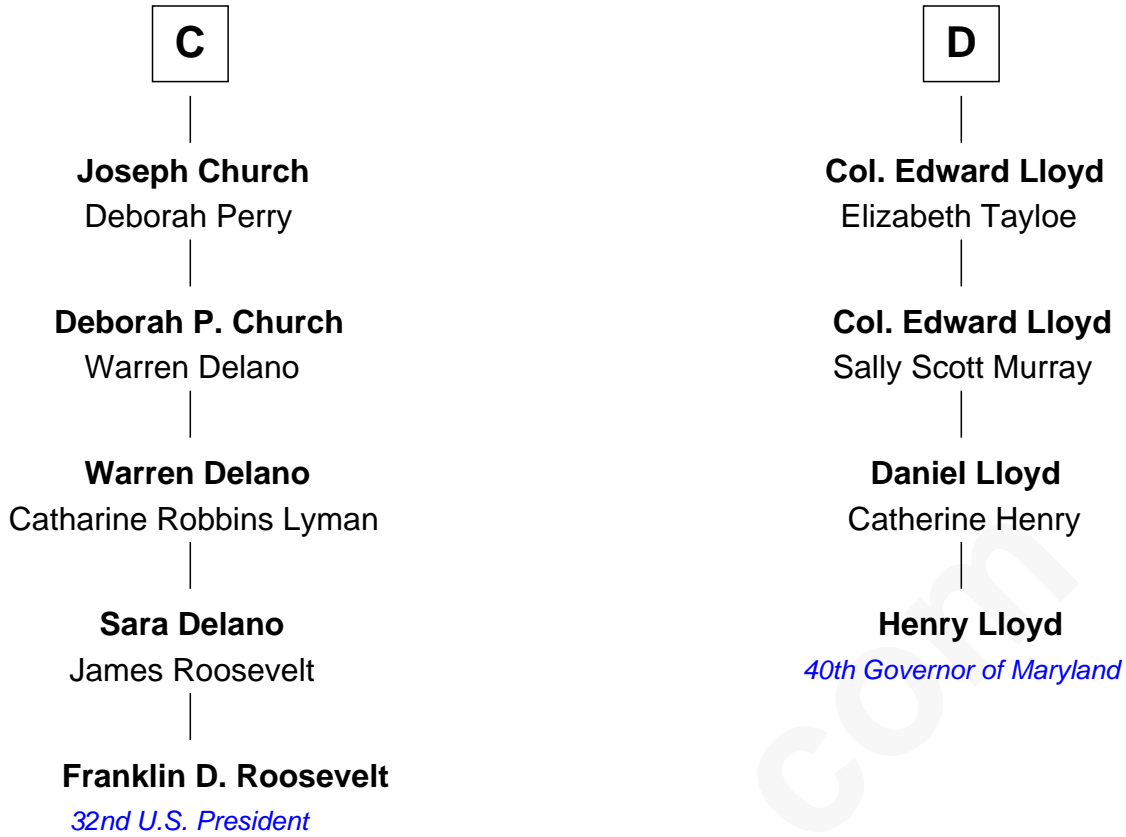 C
Joseph Church
Deborah Perry
Deborah P. Church
Warren Delano
Warren Delano
Catharine Robbins Lyman
Sara Delano
James Roosevelt
Franklin D. Roosevelt
32nd U.S. President
D
Col. Edward Lloyd
Elizabeth Tayloe
Col. Edward Lloyd
Sally Scott Murray
Daniel Lloyd
Catherine Henry
Henry Lloyd
40th Governor of Maryland
com